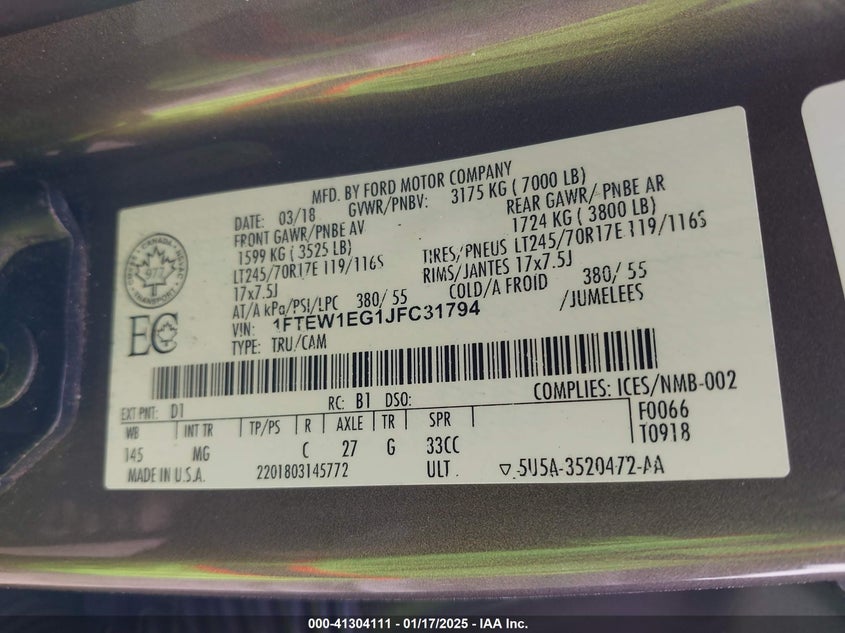 MFD. BY FORD MOTOR COMPANY
DATE: 03/18 GVWR/PNBV: 3175 KG ( 7000 LB)
FRONT GAWR/PNBE AV REAR GAWR/ PNBE AR
1599 KG ( 3525 LB) 1724 KG ( 3800 LB)
LT245/70R17E 119/116S TIRES/PNEUS LT245/70R17E 119/116S
17x7.5J RIMS/JANTES 17x7.5J
AT/A kPa/PSI/LPC 380/ 55 COLD/A FROID 380/ 55
VIN: 1FTEW1EG1JFC31794 /JUMELEES
TYPE: TRU/CAM
CANADA
977
TRANSPORT
EC
COMPLIES: ICES/NMB-002
EXT PNT: D1 RC: B1 DSO: F0066
WB INT TR TP/PS R AXLE TR SPR T0918
145 MG C 27 G 33CC
MADE IN U.S.A. 2201803145772 ULT. 5U5A-3520472-AA
000-41304111 - 01/17/2025 - IAA Inc.